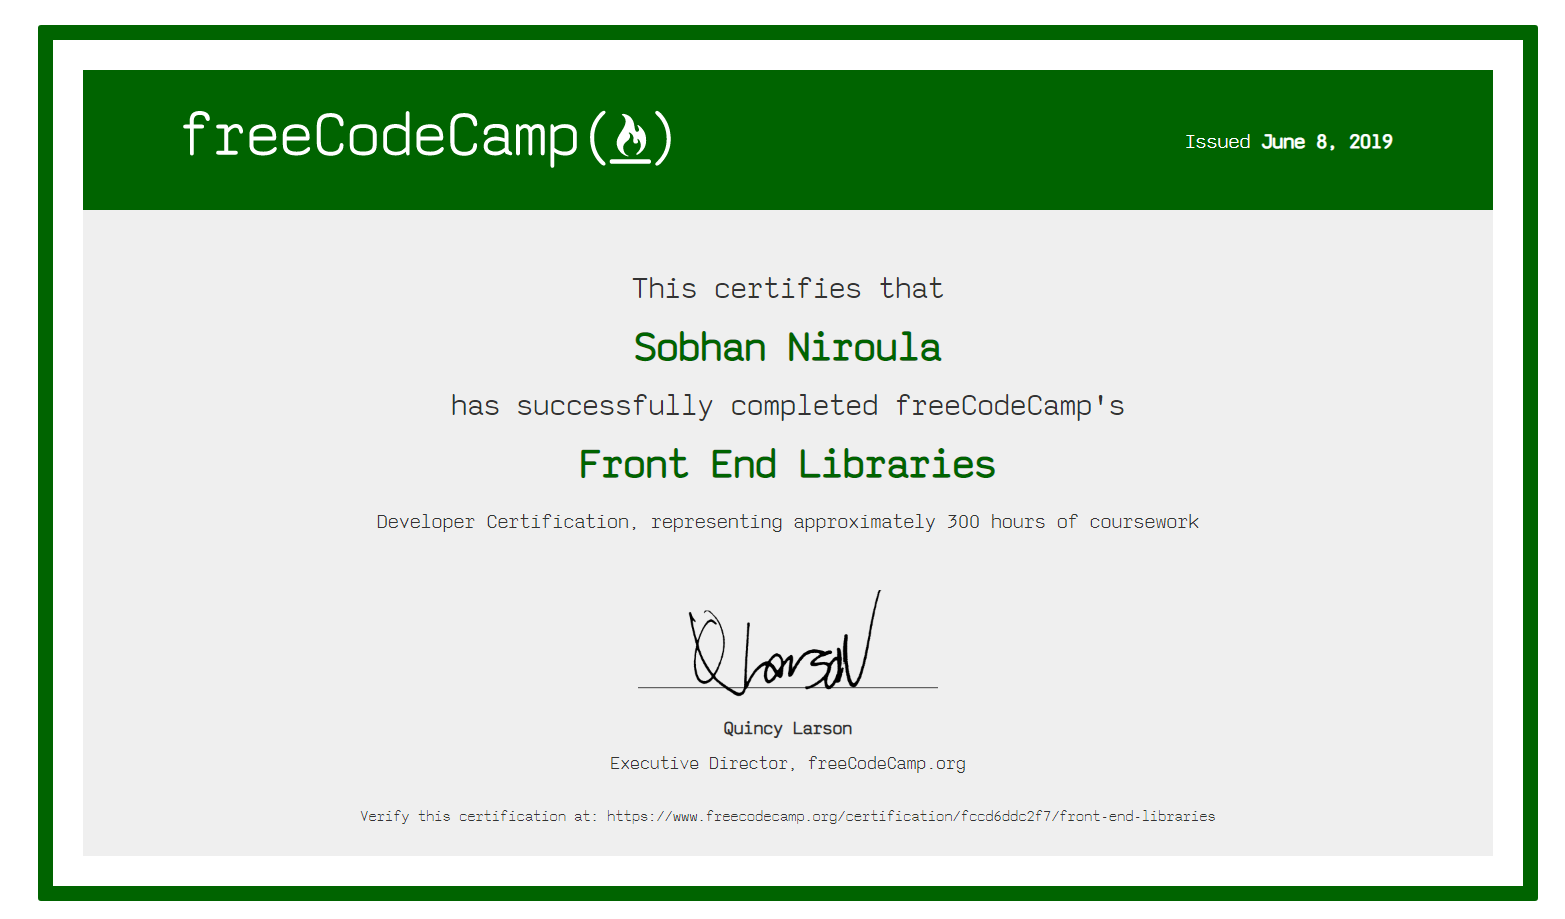 freeCodeCamp(🔥)
Issued June 8, 2019
This certifies that
Sobhan Niroula
has successfully completed freeCodeCamp's
Front End Libraries
Developer Certification, representing approximately 300 hours of coursework
Q Larson
Quincy Larson
Executive Director, freeCodeCamp.org
Verify this certification at: https://www.freecodecamp.org/certification/fccd6ddc2f7/front-end-libraries